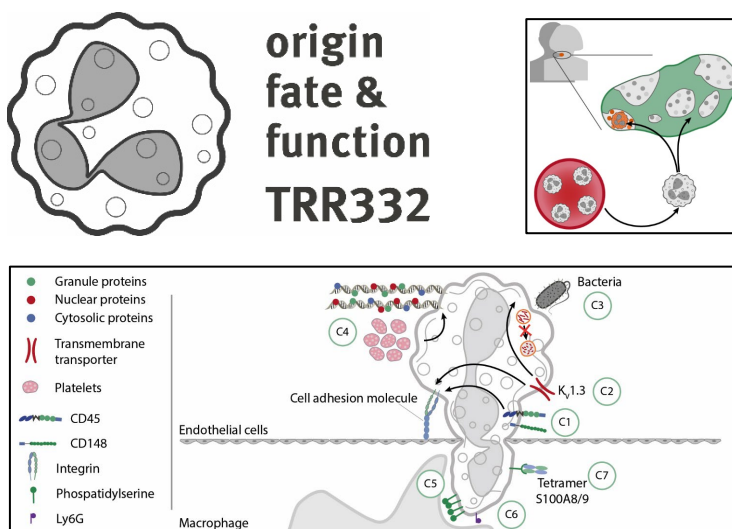 origin
fate &
function
TRR332
Granule proteins
Nuclear proteins
Cytosolic proteins
Transmembrane
transporter
Platelets
CD45
CD148
Integrin
Phospatidylserine
Ly6G
C4
Bacteria
C3
Kv1.3
C2
Cell adhesion molecule
C1
Endothelial cells
C5
C7
Tetramer
S100A8/9
C6
Macrophage